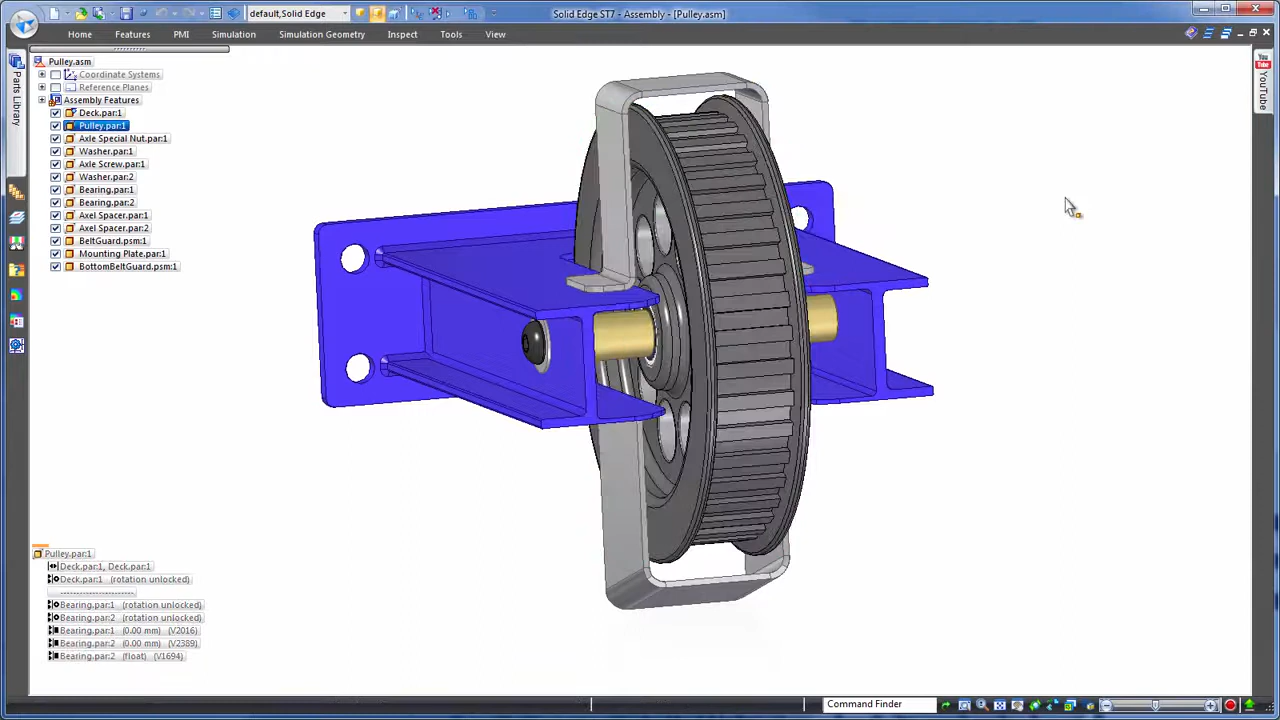 default,Solid Edge
Solid Edge ST7 - Assembly - [Pulley.asm]
Home Features PMI Simulation Simulation Geometry Inspect Tools View
Parts Library
Pulley.asm
Coordinate Systems
Reference Planes
Assembly Features
Deck.par:1
Pulley.par:1
Axle Special Nut.par:1
Washer.par:1
Axle Screw.par:1
Washer.par:2
Bearing.par:1
Bearing.par:2
Axel Spacer.par:1
Axel Spacer.par:2
BeltGuard.psm:1
Mounting Plate.par:1
BottomBeltGuard.psm:1
You
Tube
YouTube
Pulley.par:1
Deck.par:1, Deck.par:1
Deck.par:1 (rotation unlocked)
-----------------------
Bearing.par:1 (rotation unlocked)
Bearing.par:2 (rotation unlocked)
Bearing.par:1 (0.00 mm) (V2016)
Bearing.par:2 (0.00 mm) (V2389)
Bearing.par:2 (float) (V1694)
Command Finder